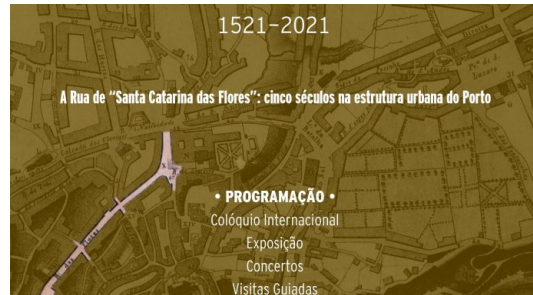 1521-2021
A Rua de “Santa Catarina das Flores”: cinco séculos na estrutura urbana do Porto
• PROGRAMAÇÃO •
Colóquio Internacional
Exposição
Concertos
Visitas Guiadas